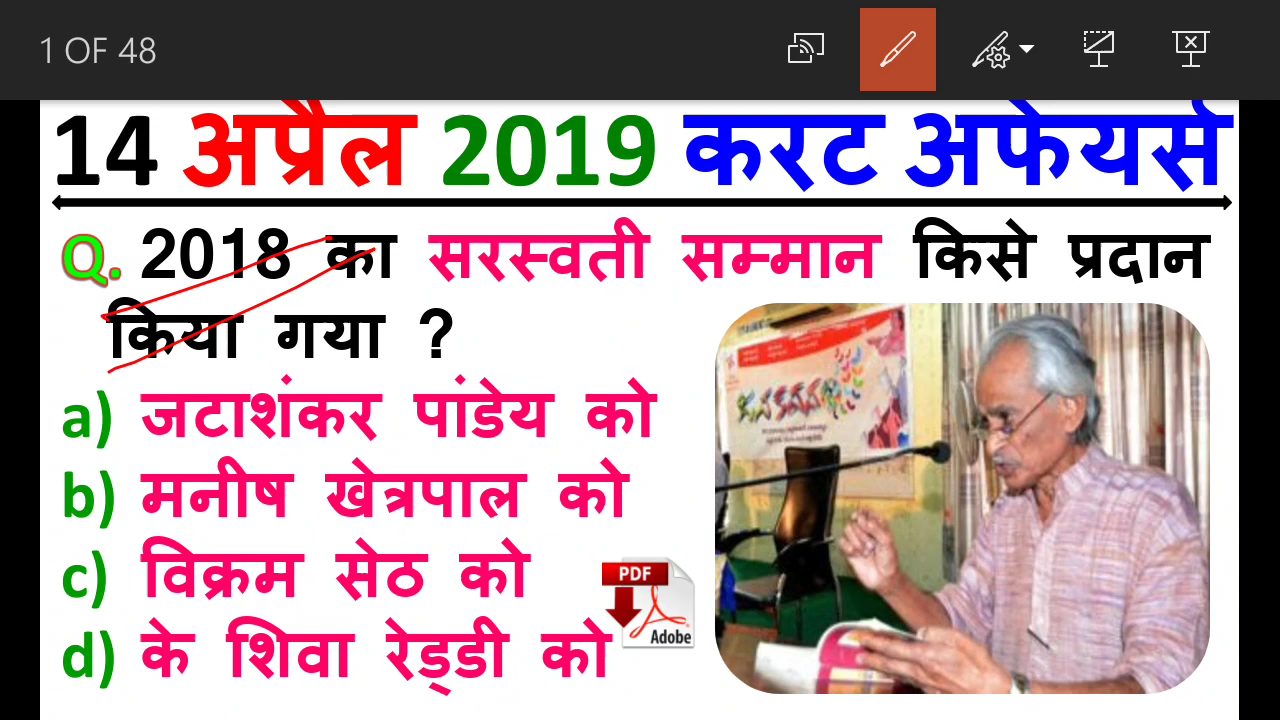 1 OF 48
14 अप्रैल 2019 करट अफेयर्स
Q. 2018 का सरस्वती सम्मान किसे प्रदान
किया गया ?
a) जटाशंकर पांडेय को
b) मनीष खेत्रपाल को
c) विक्रम सेठ को
d) के शिवा रेड्डी को
PDF
Adobe